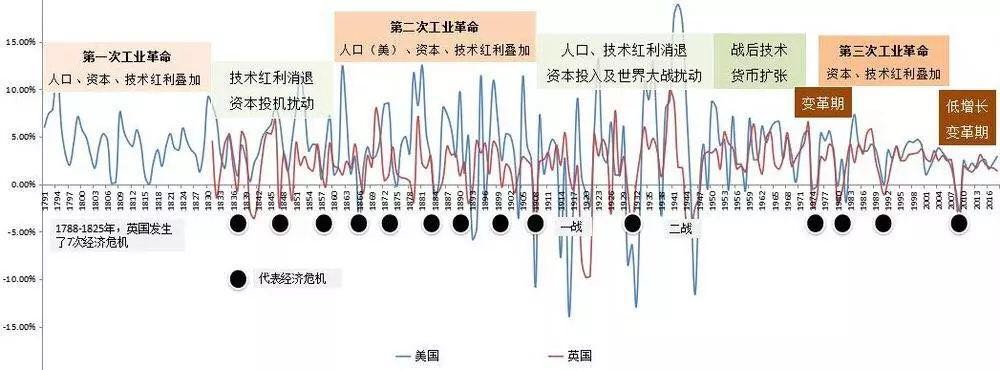 第一次工业革命
人口、资本、技术红利叠加
技术红利消退
资本投机扰动
第二次工业革命
人口（美）、资本、技术红利叠加
人口、技术红利消退
资本投入及世界大战扰动
战后技术
货币扩张
第三次工业革命
资本、技术红利叠加
变革期
低增长
变革期
15.00%
10.00%
5.00%
0.00%
-5.00%
-10.00%
-15.00%
1791 1794 1797 1800 1803 1806 1809 1812 1815 1818 1821 1824 1827 1830 1833 1836 1839 1842 1845 1848 1851 1854 1857 1860 1863 1866 1869 1872 1875 1878 1881 1884 1887 1890 1893 1896 1899 1902 1905 1908 1911 1914 1917 1920 1923 1926 1929 1932 1935 1938 1941 1944 1947 1950 1953 1956 1959 1962 1965 1968 1971 1974 1977 1980 1983 1986 1989 1992 1995 1998 2001 2004 2007 2010 2013 2016
1788-1825年，英国发生
了7次经济危机
一战
二战
代表经济危机
美国
英国